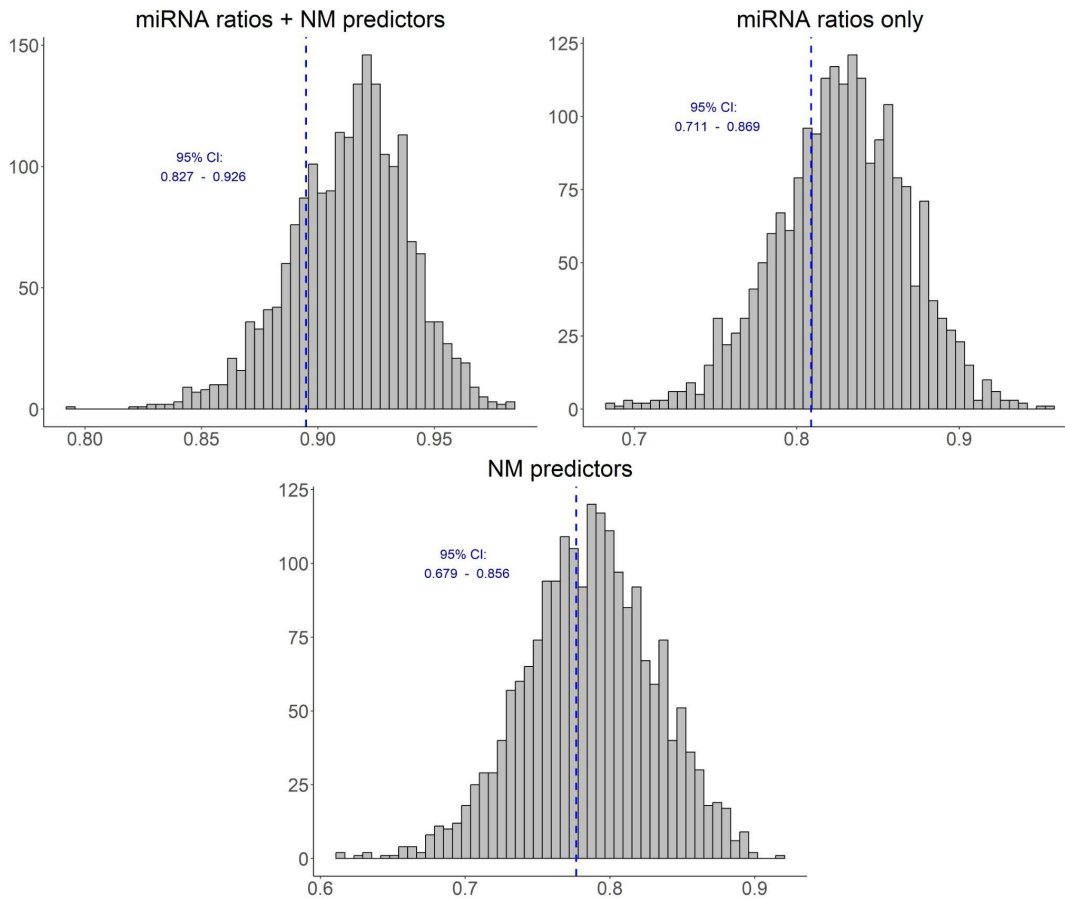 miRNA ratios + NM predictors
150
100
50
0
95% CI:
0.827 - 0.926
0.80 0.85 0.90 0.95
miRNA ratios only
125
100
75
50
25
0
95% CI:
0.711 - 0.869
0.7 0.8 0.9
NM predictors
125
100
75
50
25
0
95% CI:
0.679 - 0.856
0.6 0.7 0.8 0.9